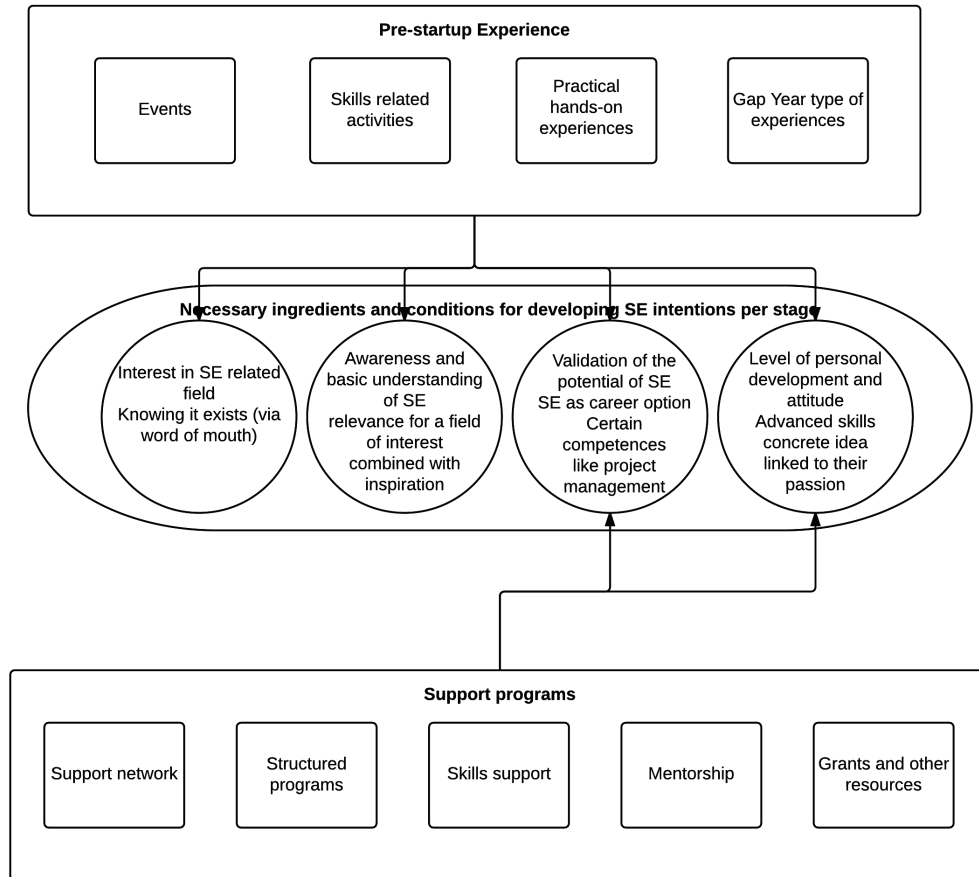 Pre-startup Experience
Events
Skills related
activities
Practical
hands-on
experiences
Gap Year type of
experiences
Necessary ingredients and conditions for developing SE intentions per stage
Interest in SE related
field
Knowing it exists (via
word of mouth)
Awareness and
basic understanding
of SE
relevance for a field
of interest
combined with
inspiration
Validation of the
potential of SE
SE as career option
Certain
competences
like project
management
Level of personal
development and
attitude
Advanced skills
concrete idea
linked to their
passion
Support programs
Support network
Structured
programs
Skills support
Mentorship
Grants and other
resources